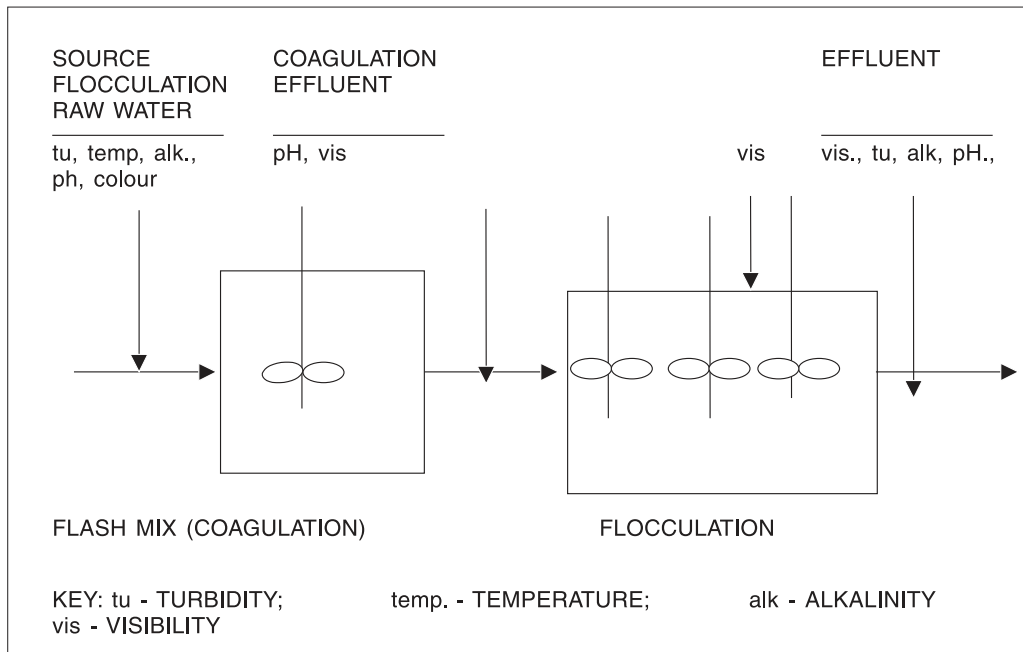 SOURCE
FLOCCULATION
RAW WATER
tu, temp, alk.,
ph, colour
COAGULATION
EFFLUENT
pH, vis
vis
EFFLUENT
vis., tu, alk, pH.,
FLASH MIX (COAGULATION)
FLOCCULATION
KEY: tu - TURBIDITY; temp. - TEMPERATURE; alk - ALKALINITY
vis - VISIBILITY